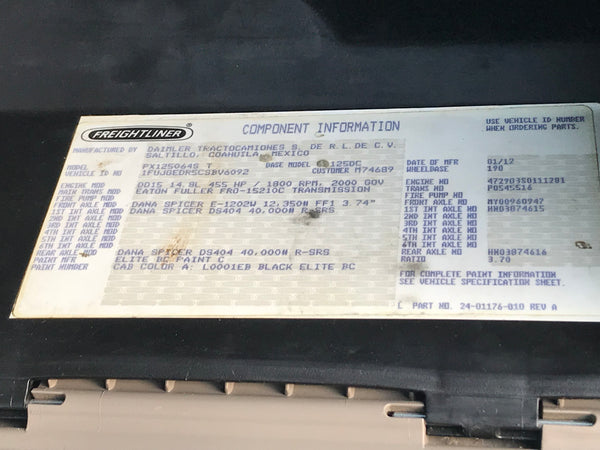 FREIGHTLINER
COMPONENT INFORMATION
USE VEHICLE ID NUMBER
WHEN ORDERING PARTS.
MANUFACTURED BY DAIMLER TRACTOCAMIONES S. DE R.L. DE C.V.
SALTILLO, COAHUILA, MEXICO
MODEL PX125064S T BASE MODEL 125DC DATE OF MFR 01/12
VEHICLE ID NO 1FUJGEDR5CSBV6092 CUSTOMER M74689 WHEELBASE 190
ENGINE MOD DD15 14.8L 455 HP / 1800 RPM, 2000 GOV ENGINE NO 472903S0111281
MAIN TRANS MOD EATON FULLER FRO-15210C TRANSMISSION TRANS NO P0545516
FIRE PUMP MOD FIRE PUMP NO
FRONT AXLE MOD DANA SPICER E-1202W 12,350# FF1 3.74" FRONT AXLE NO MY00960947
1ST INT AXLE MOD DANA SPICER DS404 40,000# R-SRS 1ST INT AXLE NO HH03874615
2ND INT AXLE MOD 2ND INT AXLE NO
3RD INT AXLE MOD 3RD INT AXLE NO
4TH INT AXLE MOD 4TH INT AXLE NO
5TH INT AXLE MOD 5TH INT AXLE NO
6TH INT AXLE MOD 6TH INT AXLE NO
REAR AXLE MOD DANA SPICER DS404 40,000# R-SRS REAR AXLE NO HH03874616
PAINT MFR ELITE BC PAINT C RATIO 3.70
PAINT NUMBER CAB COLOR A: L0001EB BLACK ELITE BC
FOR COMPLETE PAINT INFORMATION
SEE VEHICLE SPECIFICATION SHEET.
PART NO. 24-01176-010 REV A